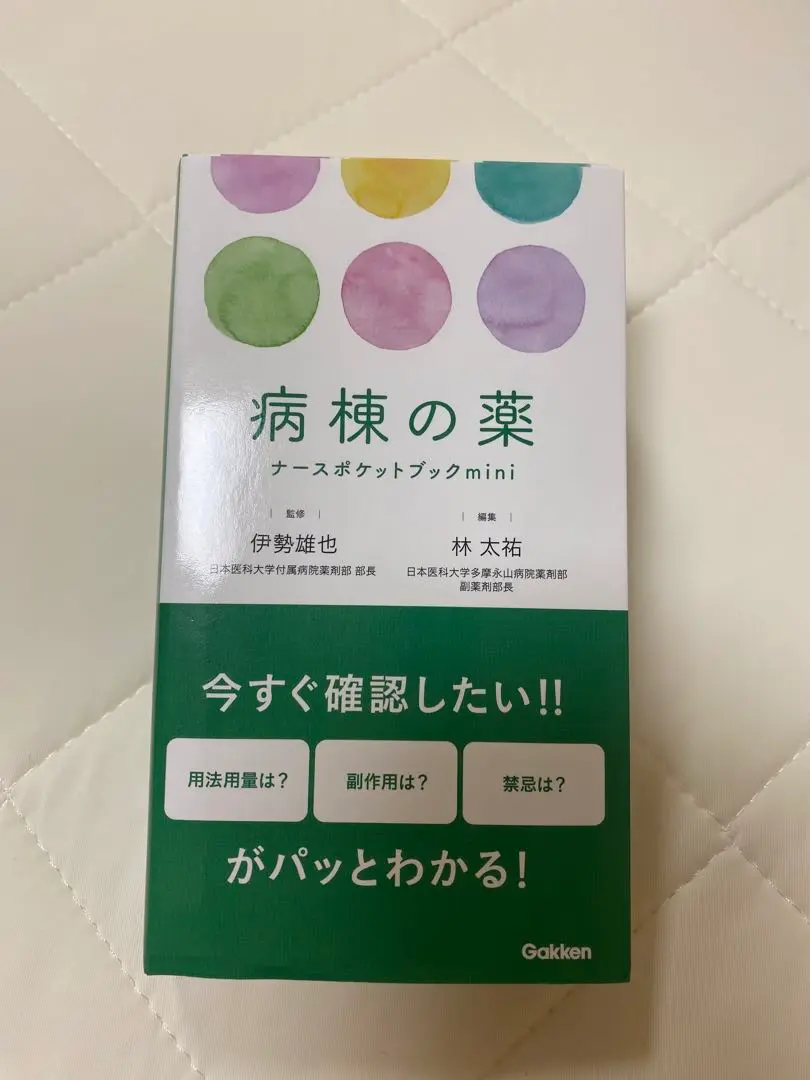 病棟の薬
ナースポケットブックmini
| 監修 |
伊勢雄也
日本医科大学付属病院薬剤部 部長
| 編集 |
林 太祐
日本医科大学多摩永山病院薬剤部
副薬剤部長
今すぐ確認したい!!
用法用量は?
副作用は?
禁忌は?
がパッとわかる!
Gakken